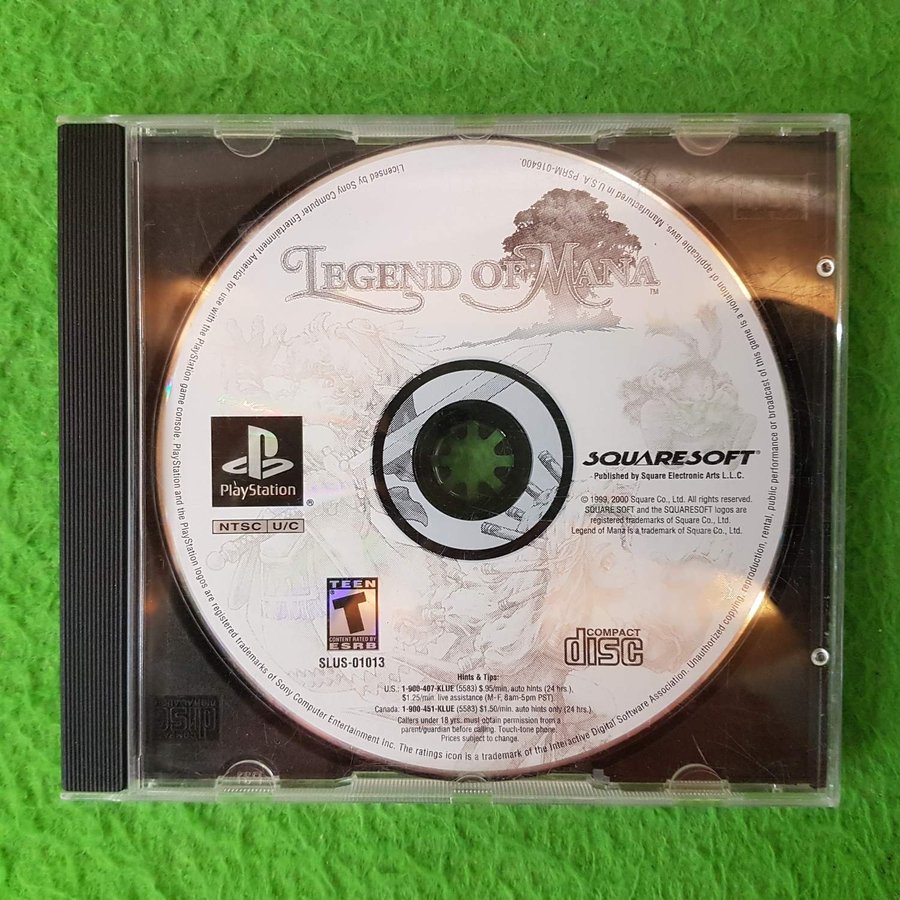 LEGEND OF MANA™
PlayStation®
NTSC U/C
SQUARESOFT®
Published by Square Electronic Arts L.L.C.
© 1999, 2000 Square Co., Ltd. All rights reserved.
SQUARE SOFT and the SQUARESOFT logos are
registered trademarks of Square Co., Ltd.
Legend of Mana is a trademark of Square Co., Ltd.
TEEN
T
CONTENT RATED BY
ESRB
SLUS-01013
COMPACT
disc
Hints & Tips:
U.S.: 1-900-407-KLUE (5583) $.95/min, auto hints (24 hrs.),
$1.25/min. live assistance (M-F, 8am-5pm PST).
Canada: 1-900-451-KLUE (5583) $1.50/min, auto hints only (24 hrs.)
Callers under 18 yrs. must obtain permission from a
parent/guardian before calling. Touch-tone phone.
Prices subject to change.
Licensed by Sony Computer Entertainment America for use with the PlayStation game console. PlayStation and the PlayStation logos are registered trademarks of Sony Computer Entertainment Inc. The ratings icon is a trademark of the Interactive Digital Software Association. Unauthorized copying, reproduction, rental, public performance or broadcast of this game is a violation of applicable laws. Manufactured in U.S.A. PSRM-016400.